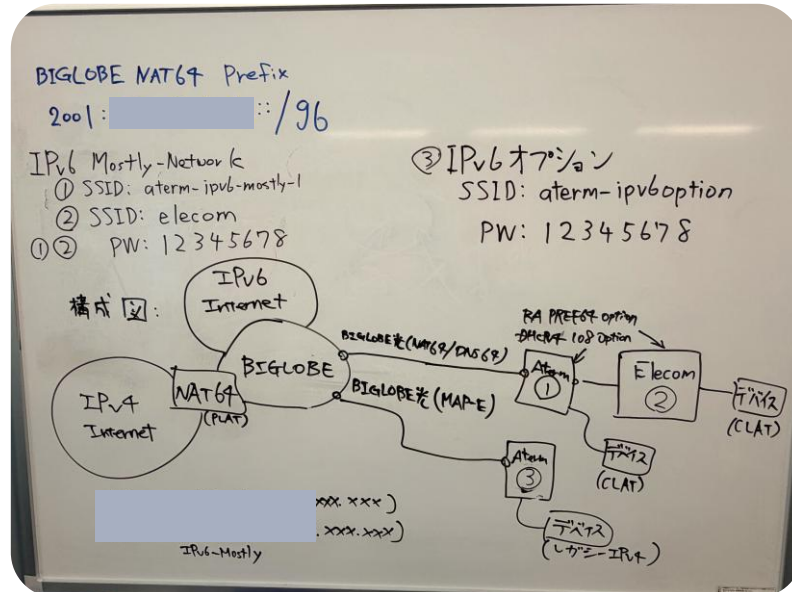 BIGLOBE NAT64 Prefix
2001: ::/96
IPv6 Mostly-Network
① SSID: aterm-ipv6-mostly-1
② SSID: elecom
①② PW: 12345678
③ IPv6オプション
SSID: aterm-ipv6option
PW: 12345678
構成図:
IPv6
Internet
BIGLOBE
NAT64
(PLAT)
IPv4
Internet
BIGLOBE光(NAT64/DNS64)
BIGLOBE光(MAP-E)
RA PREF64 option
DHCPv4 108 option
Aterm
①
Elecom
②
デバイス
(CLAT)
デバイス
(CLAT)
Aterm
③
デバイス
(レガシーIPv4)
xxx.xxx)
.xxx.xxx)
IPv6-Mostly